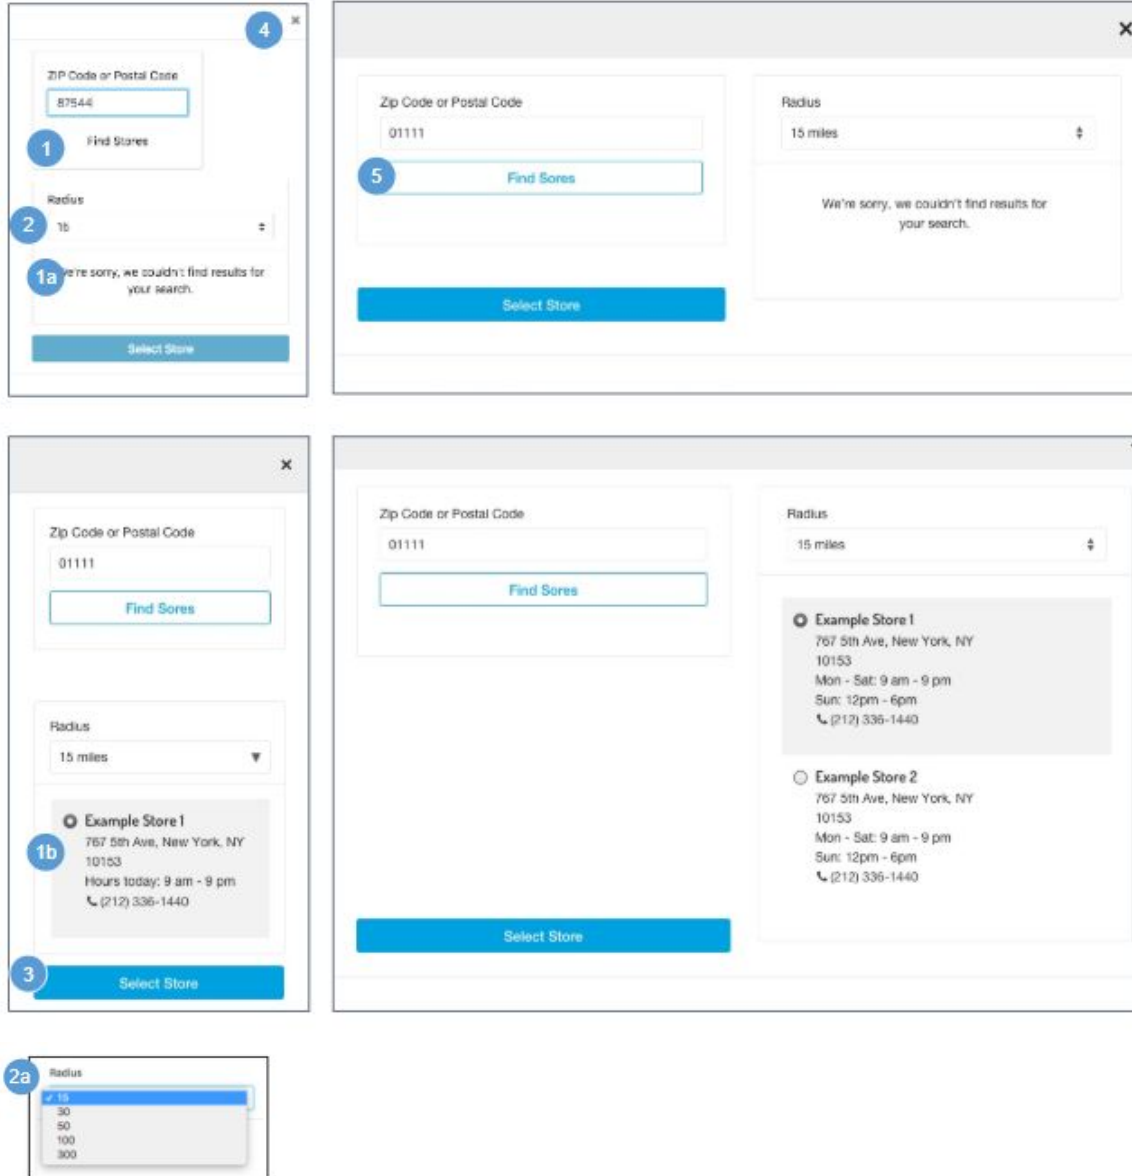 4
ZIP Code or Postal Code
87544
1
Find Stores
Radius
2
15
1a
we're sorry, we couldn't find results for
your search.
Select Store
Zip Code or Postal Code
01111
5
Find Sores
Select Store
Radius
15 miles
We're sorry, we couldn't find results for
your search.
Zip Code or Postal Code
01111
Find Sores
Radius
15 miles
Example Store 1
1b
767 5th Ave, New York, NY
10153
Hours today: 9 am - 9 pm
(212) 336-1440
3
Select Store
Zip Code or Postal Code
01111
Find Sores
Select Store
Radius
15 miles
Example Store 1
767 5th Ave, New York, NY
10153
Mon - Sat: 9 am - 9 pm
Sun: 12pm - 6pm
(212) 336-1440
Example Store 2
767 5th Ave, New York, NY
10153
Mon - Sat: 9 am - 9 pm
Sun: 12pm - 6pm
(212) 336-1440
2a
Radius
15
30
50
100
300